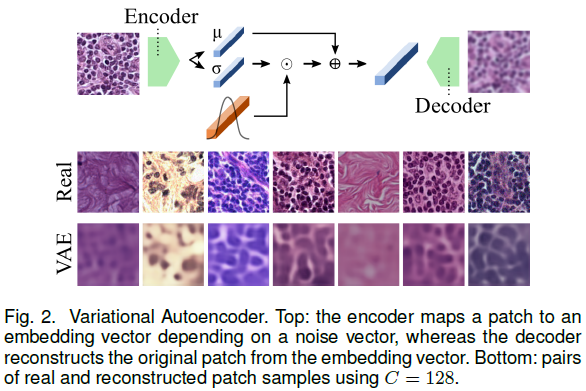 Encoder
μ
σ
⊙
⊕
Decoder
Real
VAE
Fig. 2. Variational Autoencoder. Top: the encoder maps a patch to an
embedding vector depending on a noise vector, whereas the decoder
reconstructs the original patch from the embedding vector. Bottom: pairs
of real and reconstructed patch samples using C = 128.